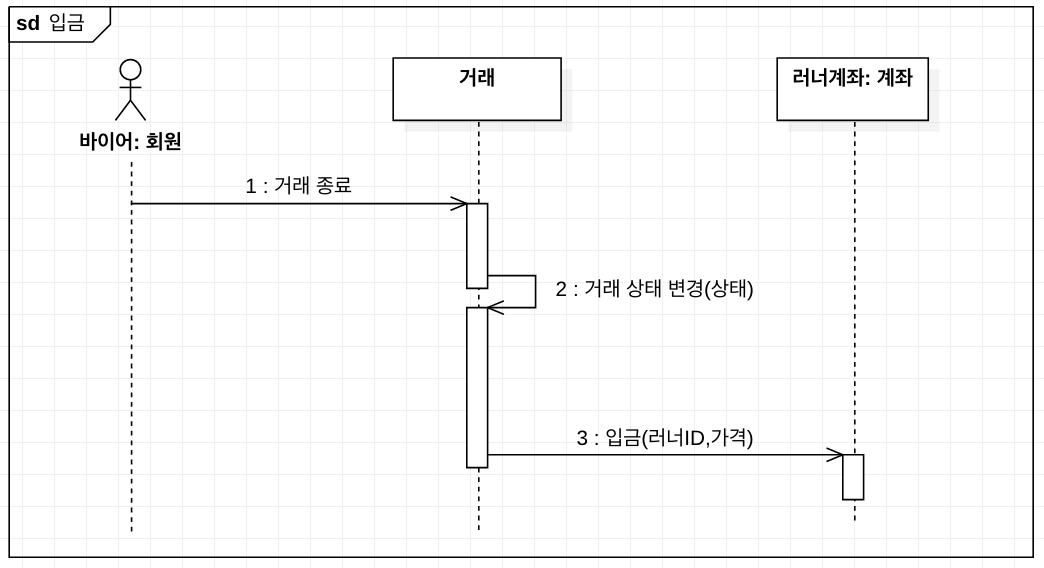 sd 입금
거래
러너계좌: 계좌
바이어: 회원
1 : 거래 종료
2 : 거래 상태 변경(상태)
3 : 입금(러너ID,가격)